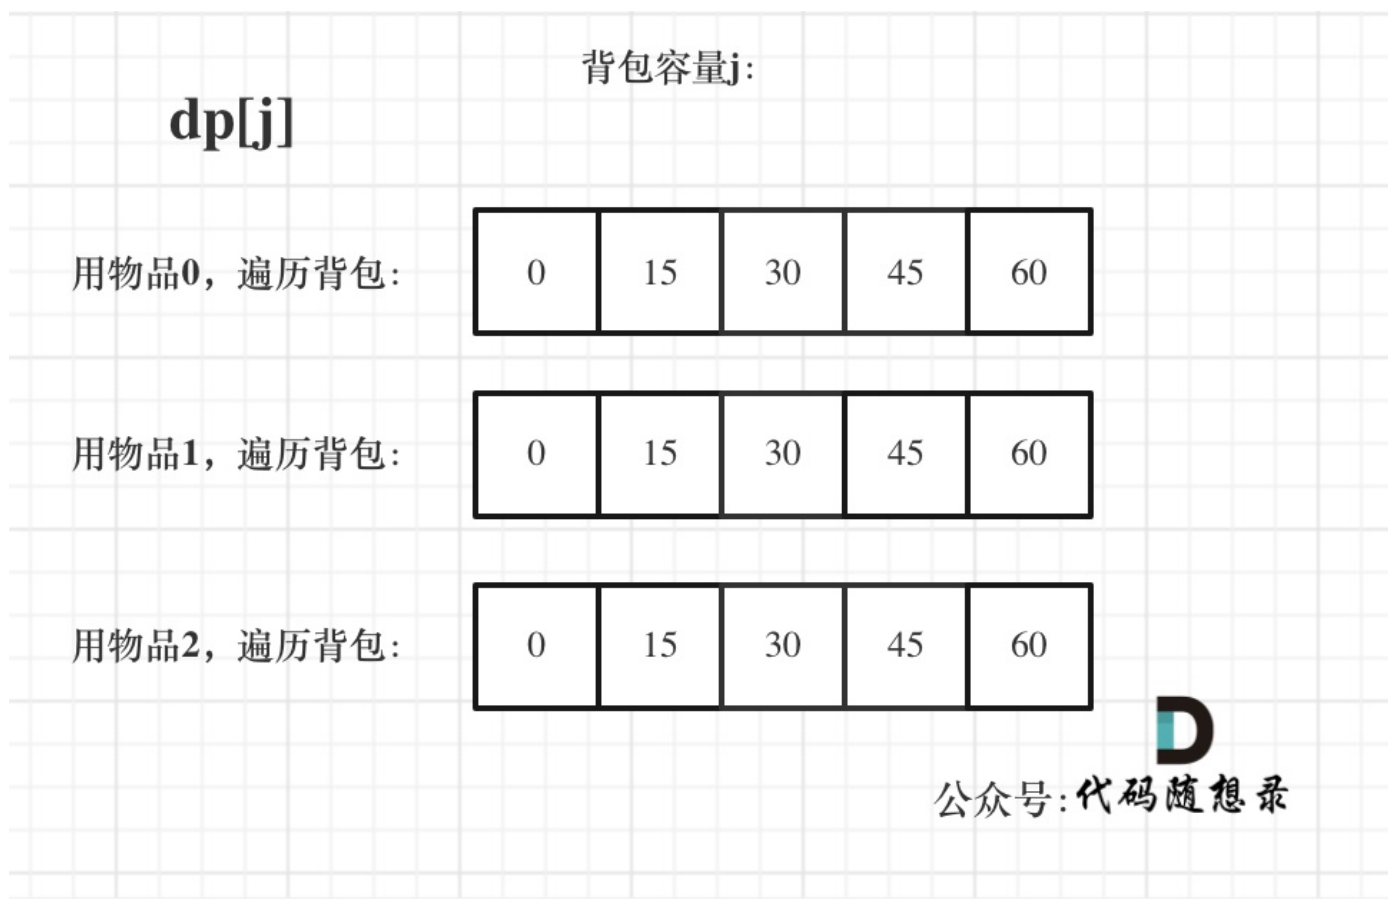 背包容量j:
dp[j]
用物品0，遍历背包: 0 15 30 45 60
用物品1，遍历背包: 0 15 30 45 60
用物品2，遍历背包: 0 15 30 45 60
公众号:代码随想录